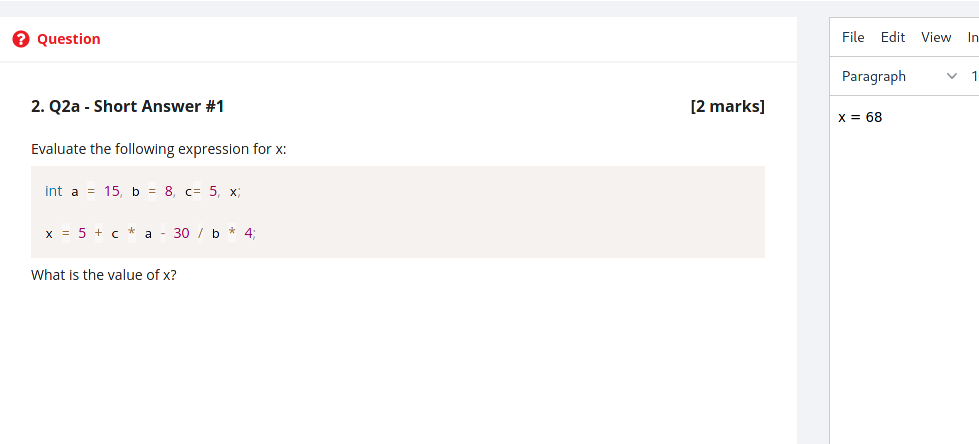 Question
File Edit View In
Paragraph 1
2. Q2a - Short Answer #1 [2 marks]
x = 68
Evaluate the following expression for x:
int a = 15, b = 8, c= 5, x;
x = 5 + c * a - 30 / b * 4;
What is the value of x?